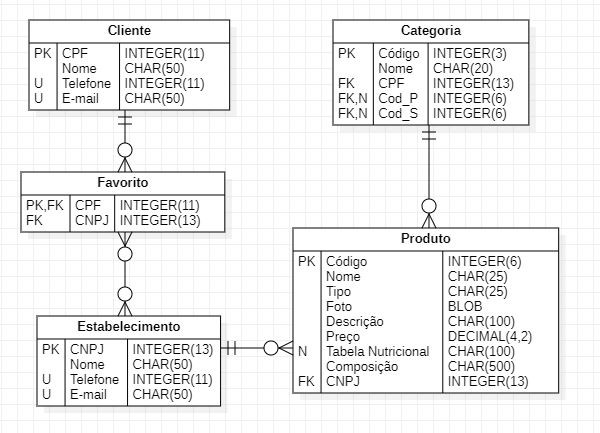 Cliente
PK CPF INTEGER(11)
Nome CHAR(50)
U Telefone INTEGER(11)
U E-mail CHAR(50)
Categoria
PK Código INTEGER(3)
Nome CHAR(20)
FK CPF INTEGER(13)
FK,N Cod_P INTEGER(6)
FK,N Cod_S INTEGER(6)
Favorito
PK,FK CPF INTEGER(11)
FK CNPJ INTEGER(13)
Produto
PK Código INTEGER(6)
Nome CHAR(25)
Tipo CHAR(25)
Foto BLOB
Descrição CHAR(100)
Preço DECIMAL(4,2)
N Tabela Nutricional CHAR(100)
Composição CHAR(500)
FK CNPJ INTEGER(13)
Estabelecimento
PK CNPJ INTEGER(13)
Nome CHAR(50)
U Telefone INTEGER(11)
U E-mail CHAR(50)